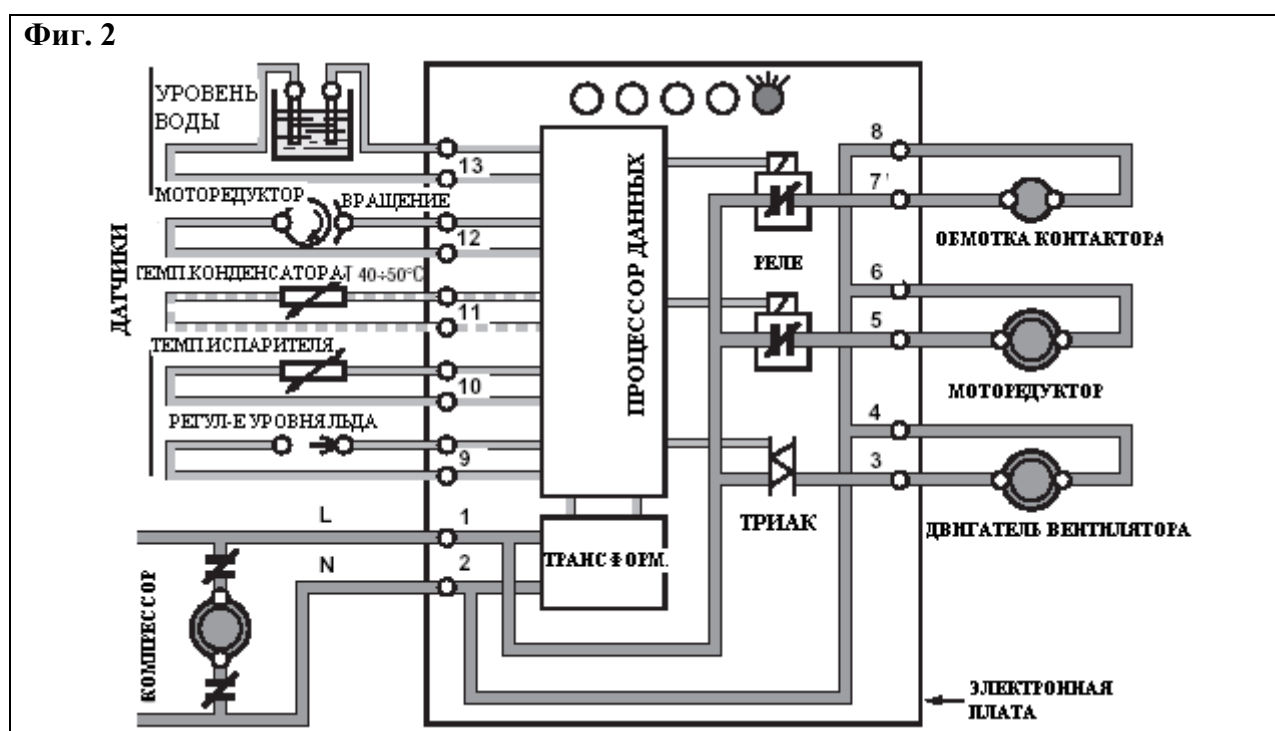 Фиг. 2
УРОВЕНЬ
ВОДЫ
13
МОТОРЕДУКТОР
ВРАЩЕНИЕ
12
ТЕМП.КОНДЕНСАТОРА
40÷50°C
11
ТЕМП.ИСПАРИТЕЛЯ
10
РЕГУЛ-Е УРОВНЯ ЛЬДА
9
ДАТЧИКИ
L
1
N
2
КОМПРЕССОР
ПРОЦЕССОР ДАННЫХ
ТРАНСФОРМ.
РЕЛЕ
ТРИАК
8
7
ОБМОТКА КОНТАКТОРА
6
5
МОТОРЕДУКТОР
4
3
ДВИГАТЕЛЬ ВЕНТИЛЯТОРА
ЭЛЕКТРОННАЯ
ПЛАТА